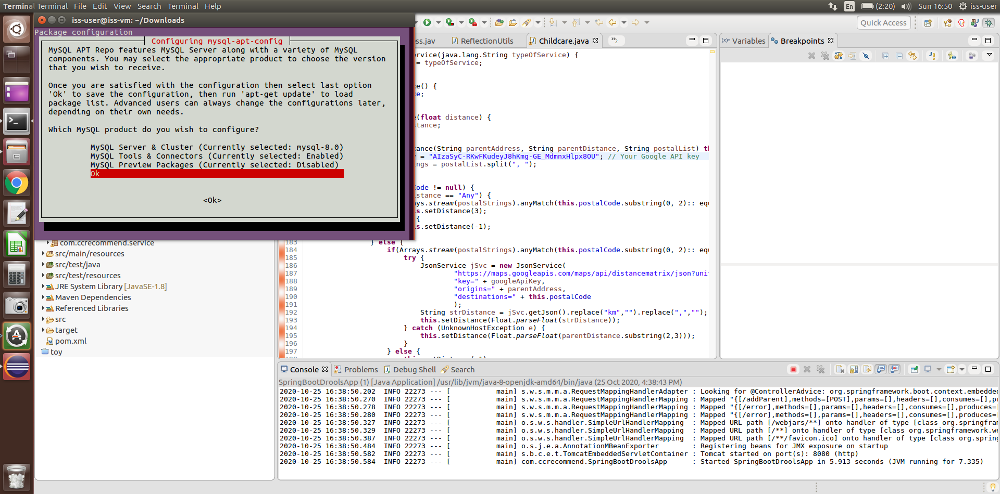 Terminal Terminal File Edit View Search Terminal Help
En (2:20) Sun 16:50 iss-user
iss-user@iss-vm: ~/Downloads
Package configuration
Configuring mysql-apt-config
MySQL APT Repo features MySQL Server along with a variety of MySQL
components. You may select the appropriate product to choose the version
that you wish to receive.
Once you are satisfied with the configuration then select last option
'Ok' to save the configuration, then run 'apt-get update' to load
package list. Advanced users can always change the configurations later,
depending on their own needs.
Which MySQL product do you wish to configure?
MySQL Server & Cluster (Currently selected: mysql-8.0)
MySQL Tools & Connectors (Currently selected: Enabled)
MySQL Preview Packages (Currently selected: Disabled)
Ok
<Ok>
com.ccrecommend.service
src/main/resources
src/test/java
src/test/resources
JRE System Library [JavaSE-1.8]
Maven Dependencies
Referenced Libraries
src
target
pom.xml
toy
Quick Access
ss.jav ReflectionUtils Childcare.java »2
rvice(java.lang.String typeOfService) {
= typeOfService;
e() {
e;
(float distance) {
tance;
tance(String parentAddress, String parentDistance, String postalList) th
= "AIzaSyC-RKwFKudeyJ8hKmg-GE_MdmnxHlpx8OU"; // Your Google API key
ngs = postalList.split(", ");
ode != null) {
stance == "Any") {
ys.stream(postalStrings).anyMatch(this.postalCode.substring(0, 2):: equ
s.setDistance(3);
{
s.setDistance(-1);
183 } else {
184 if(Arrays.stream(postalStrings).anyMatch(this.postalCode.substring(0, 2):: equ
185 try {
186 JsonService jSvc = new JsonService(
187 "https://maps.googleapis.com/maps/api/distancematrix/json?uni
188 "key=" + googleApiKey,
189 "origins=" + parentAddress,
190 "destinations=" + this.postalCode
191 );
192 String strDistance = jSvc.getJson().replace("km","").replace(",","");
193 this.setDistance(Float.parseFloat(strDistance));
194 } catch (UnknownHostException e) {
195 this.setDistance(Float.parseFloat(parentDistance.substring(2,3)));
196 }
197 } else {
Variables Breakpoints
Console Problems Debug Shell Search
SpringBootDroolsApp (1) [Java Application] /usr/lib/jvm/java-8-openjdk-amd64/bin/java (25 Oct 2020, 4:38:43 PM)
2020-10-25 16:38:50.202 INFO 22273 --- [ main] s.w.s.m.m.a.RequestMappingHandlerAdapter : Looking for @ControllerAdvice: org.springframework.boot.context.embedded
2020-10-25 16:38:50.270 INFO 22273 --- [ main] s.w.s.m.m.a.RequestMappingHandlerMapping : Mapped "{[/addParent],methods=[POST],params=[],headers=[],consumes=[],pr
2020-10-25 16:38:50.278 INFO 22273 --- [ main] s.w.s.m.m.a.RequestMappingHandlerMapping : Mapped "{[/error],methods=[],params=[],headers=[],consumes=[],produces=
2020-10-25 16:38:50.280 INFO 22273 --- [ main] s.w.s.m.m.a.RequestMappingHandlerMapping : Mapped "{[/error],methods=[],params=[],headers=[],consumes=[],produces=
2020-10-25 16:38:50.327 INFO 22273 --- [ main] o.s.w.s.handler.SimpleUrlHandlerMapping : Mapped URL path [/webjars/**] onto handler of type [class org.springfram
2020-10-25 16:38:50.329 INFO 22273 --- [ main] o.s.w.s.handler.SimpleUrlHandlerMapping : Mapped URL path [/**] onto handler of type [class org.springframework.we
2020-10-25 16:38:50.387 INFO 22273 --- [ main] o.s.w.s.handler.SimpleUrlHandlerMapping : Mapped URL path [/**/favicon.ico] onto handler of type [class org.spring
2020-10-25 16:38:50.484 INFO 22273 --- [ main] o.s.j.e.a.AnnotationMBeanExporter : Registering beans for JMX exposure on startup
2020-10-25 16:38:50.582 INFO 22273 --- [ main] s.b.c.e.t.TomcatEmbeddedServletContainer : Tomcat started on port(s): 8080 (http)
2020-10-25 16:38:50.584 INFO 22273 --- [ main] com.ccrecommend.SpringBootDroolsApp : Started SpringBootDroolsApp in 5.913 seconds (JVM running for 7.335)